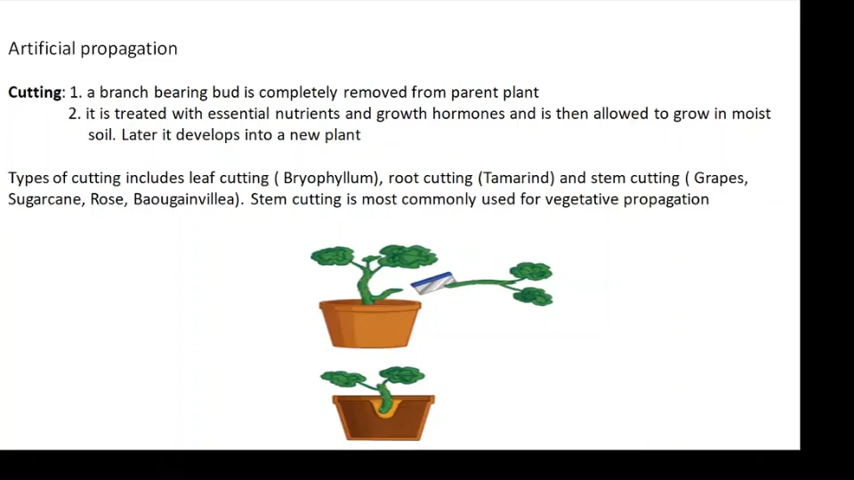 Artificial propagation
Cutting: 1. a branch bearing bud is completely removed from parent plant
2. it is treated with essential nutrients and growth hormones and is then allowed to grow in moist
soil. Later it develops into a new plant
Types of cutting includes leaf cutting ( Bryophyllum), root cutting (Tamarind) and stem cutting ( Grapes,
Sugarcane, Rose, Baougainvillea). Stem cutting is most commonly used for vegetative propagation